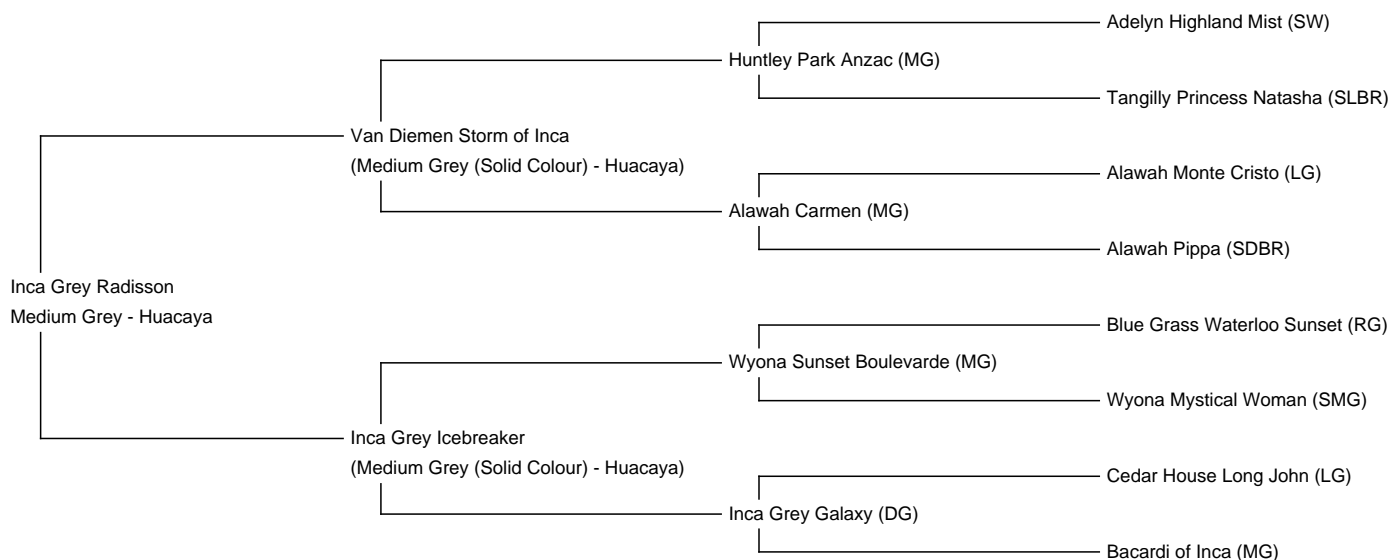 Adelyn Highland Mist (SW)
Huntley Park Anzac (MG)
Tangilly Princess Natasha (SLBR)
Van Diemen Storm of Inca
(Medium Grey (Solid Colour) - Huacaya)
Alawah Monte Cristo (LG)
Alawah Carmen (MG)
Alawah Pippa (SDBR)
Inca Grey Radisson
Medium Grey - Huacaya
Blue Grass Waterloo Sunset (RG)
Wyona Sunset Boulevarde (MG)
Wyona Mystical Woman (SMG)
Inca Grey Icebreaker
(Medium Grey (Solid Colour) - Huacaya)
Cedar House Long John (LG)
Inca Grey Galaxy (DG)
Bacardi of Inca (MG)